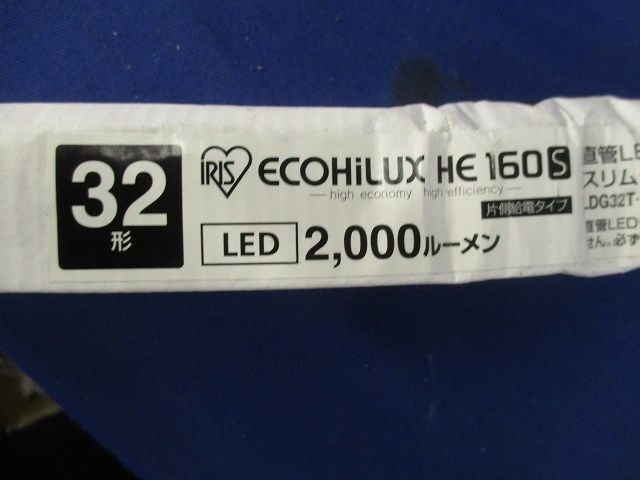 32
形
IRIS ECOHiLUX HE 160 S
high economy high efficiency
片側給電タイプ
LED 2,000ルーメン
直管LE
スリム
LDG32T-
直管LED
せん。必ず